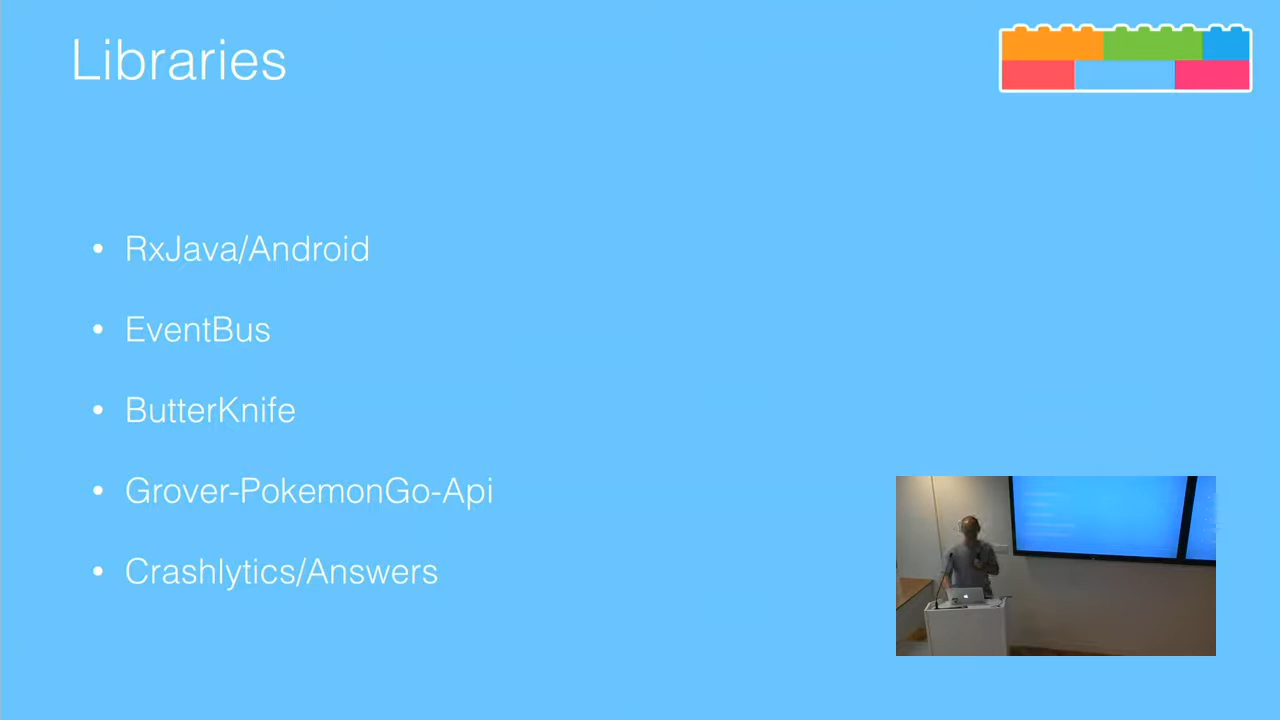 Libraries
• RxJava/Android
• EventBus
• ButterKnife
• Grover-PokemonGo-Api
• Crashlytics/Answers